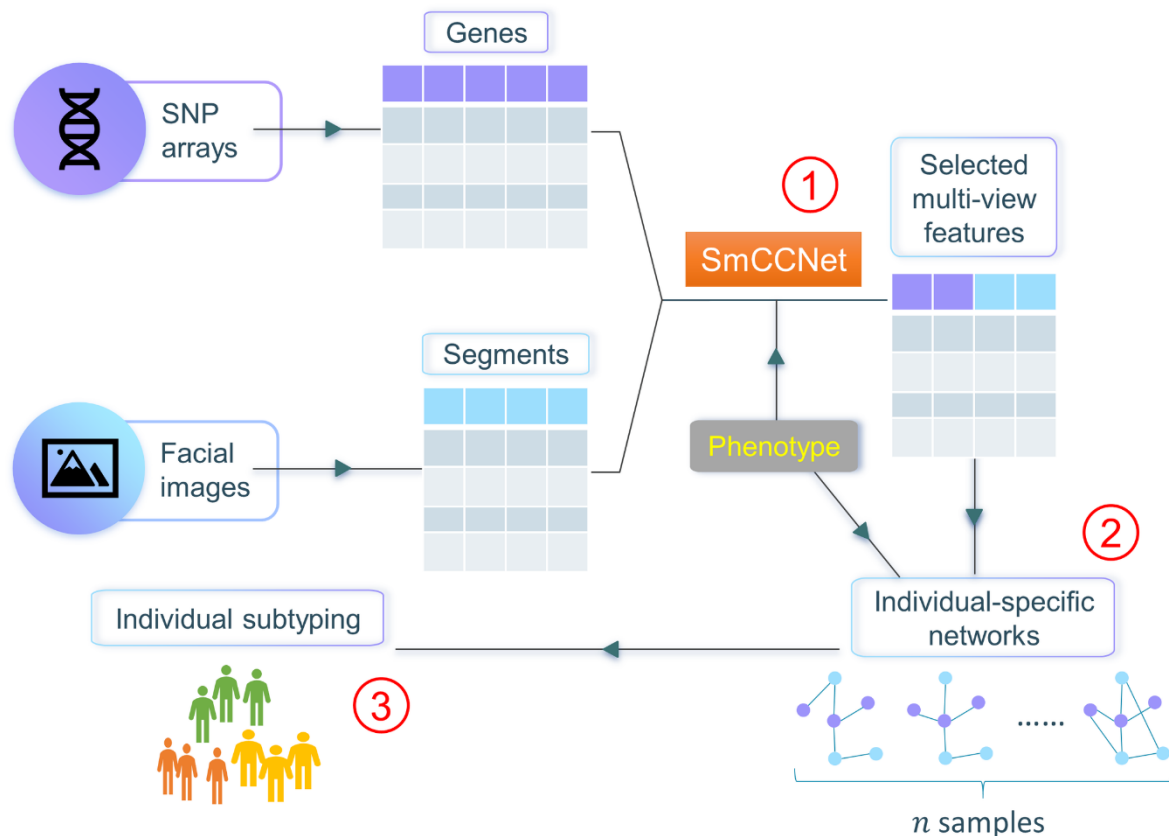 Genes
SNP
arrays
Segments
Facial
images
1
SmCCNet
Phenotype
Selected
multi-view
features
2
Individual-specific
networks
......
n samples
Individual subtyping
3